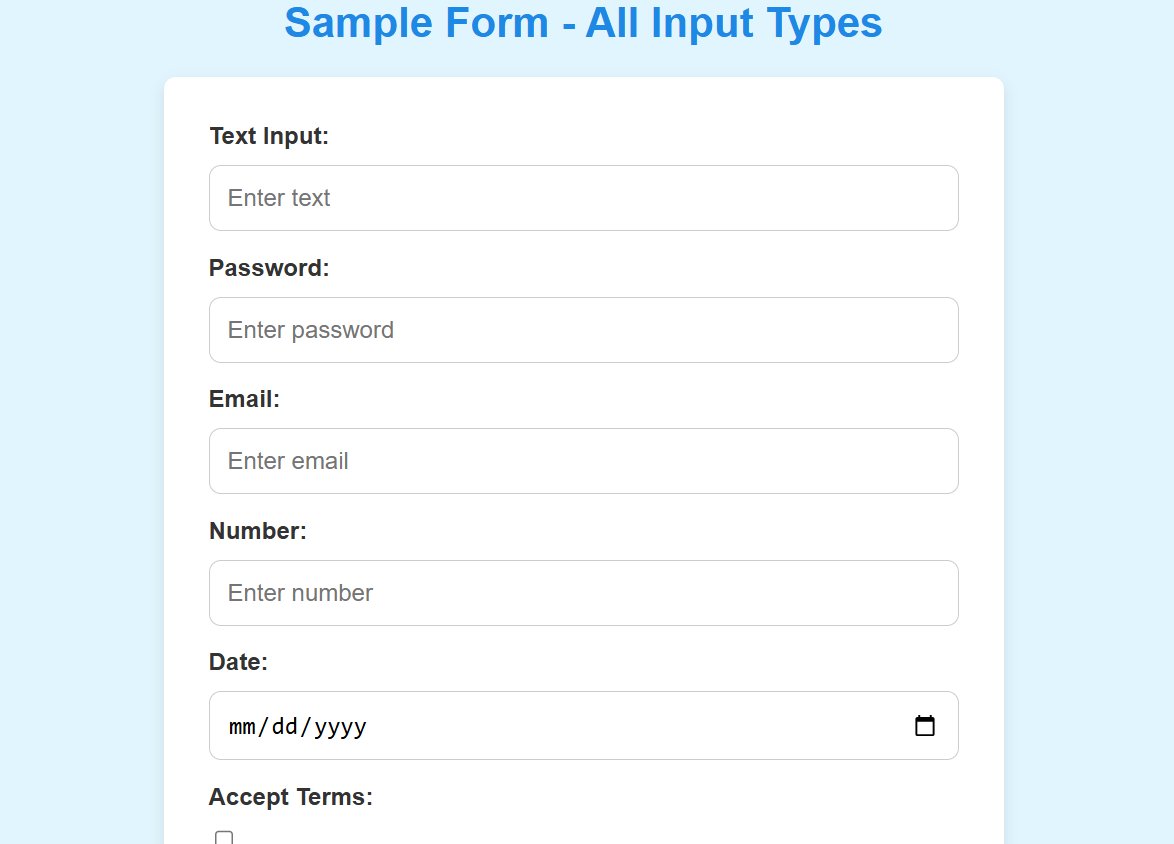 Sample Form - All Input Types
Text Input:
Enter text
Password:
Enter password
Email:
Enter email
Number:
Enter number
Date:
mm/dd/yyyy
Accept Terms: